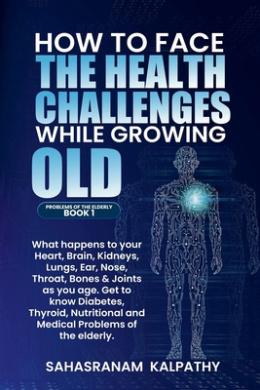 HOW TO FACE
THE HEALTH
CHALLENGES
WHILE GROWING
OLD
PROBLEMS OF THE ELDERLY
BOOK 1
What happens to your
Heart, Brain, Kidneys,
Lungs, Ear, Nose,
Throat, Bones & Joints
as you age. Get to
know Diabetes,
Thyroid, Nutritional and
Medical Problems of
the elderly.
SAHASRANAM KALPATHY